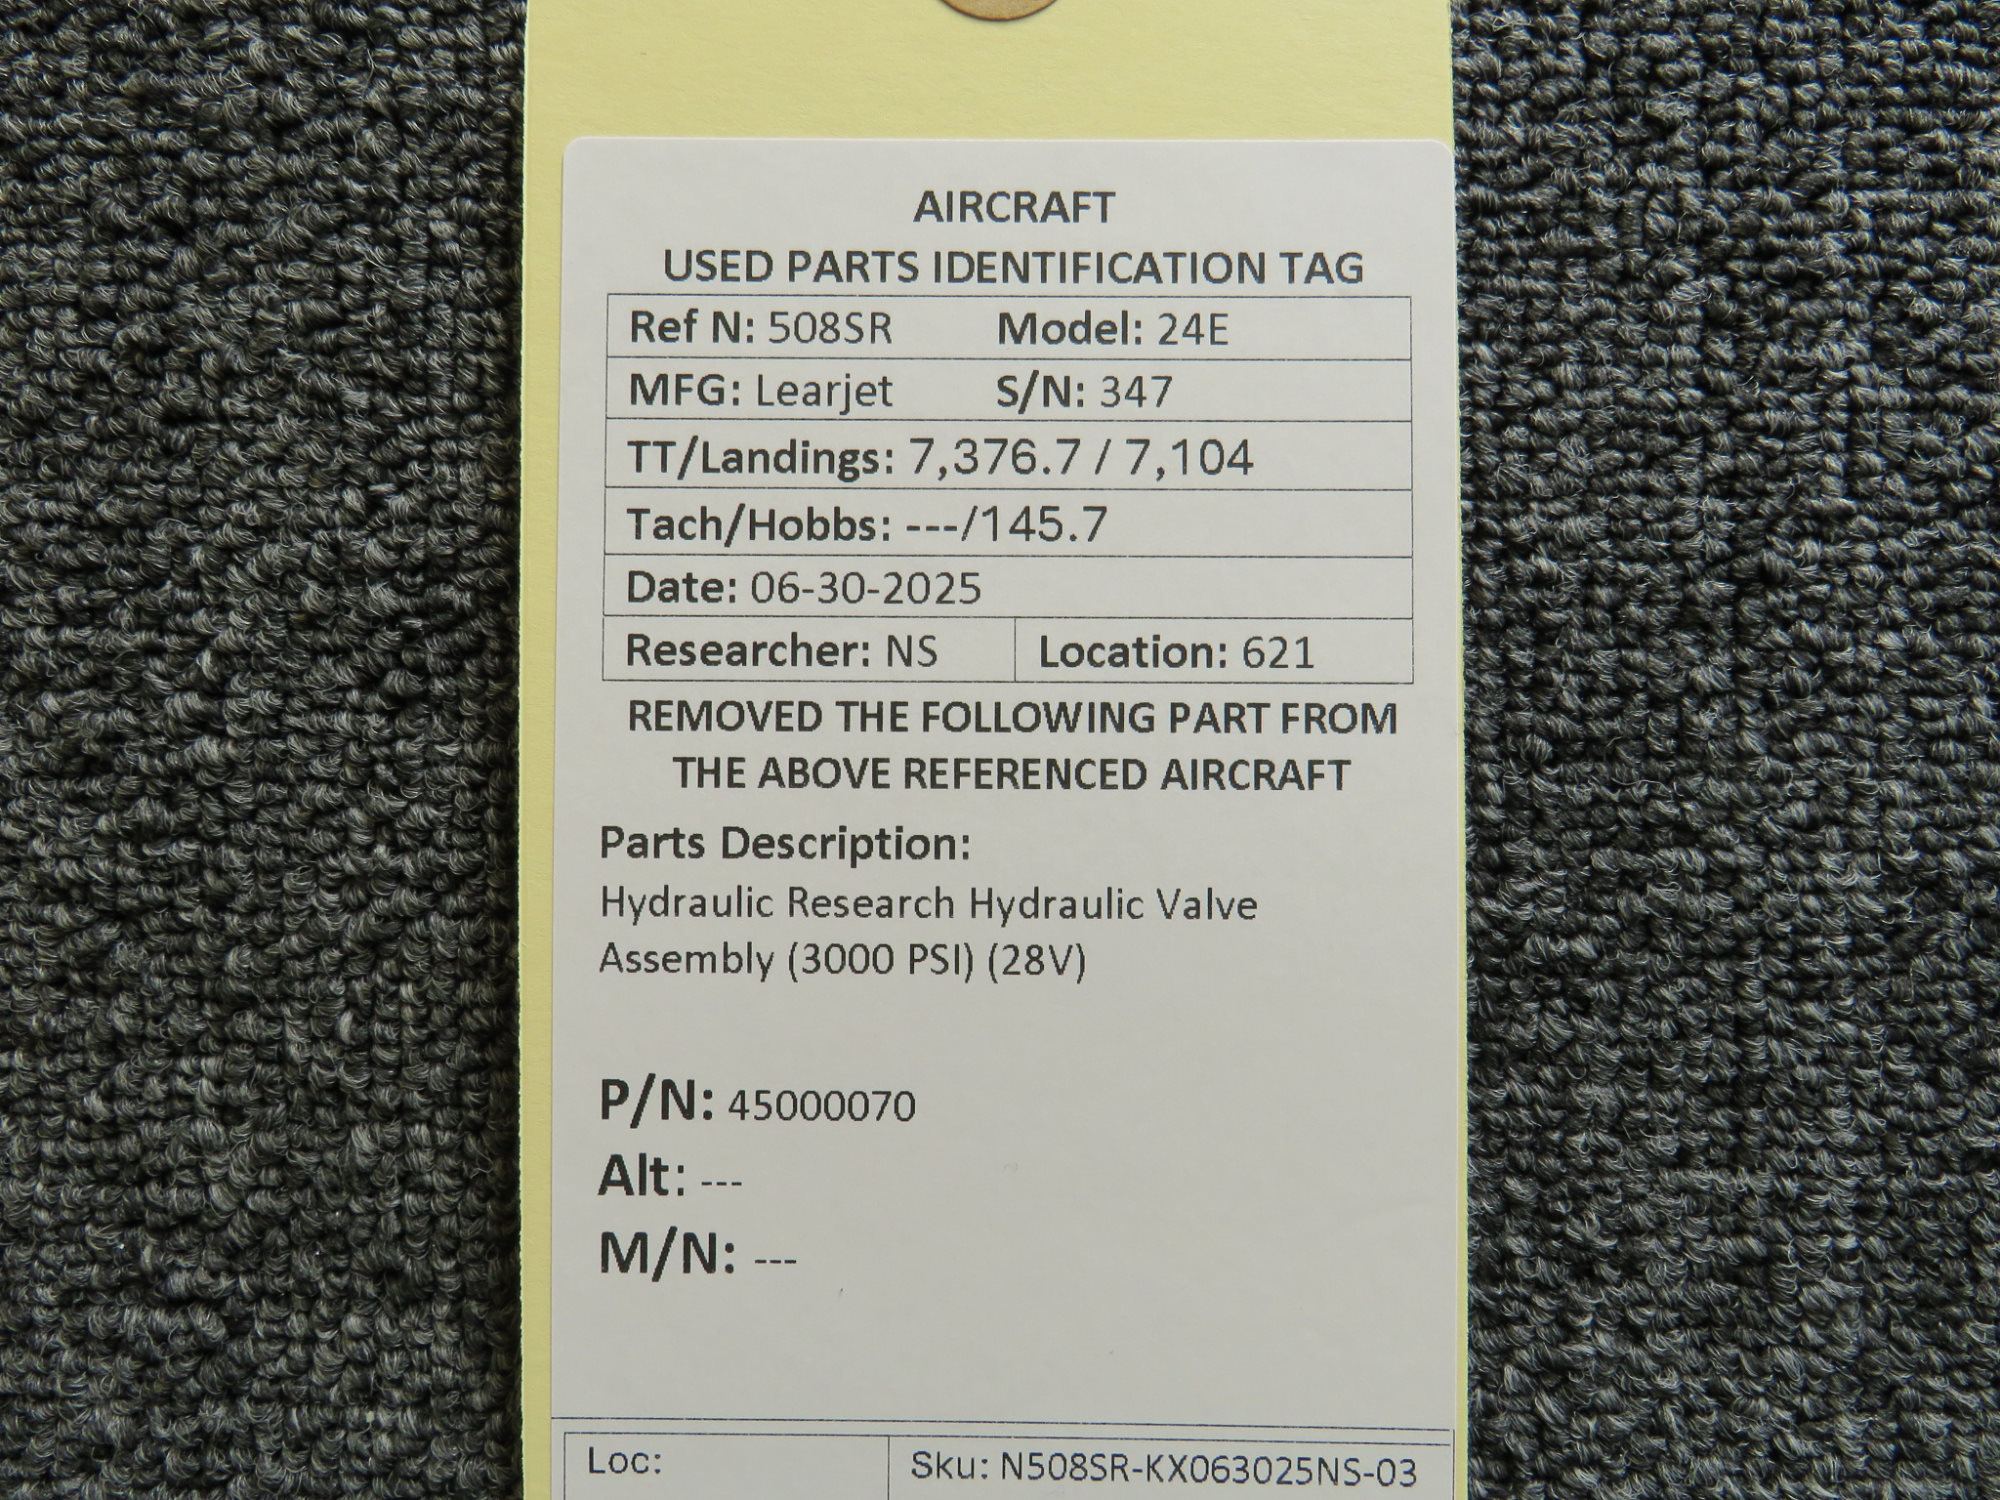 AIRCRAFT
USED PARTS IDENTIFICATION TAG
Ref N: 508SR Model: 24E
MFG: Learjet S/N: 347
TT/Landings: 7,376.7 / 7,104
Tach/Hobbs: ---/145.7
Date: 06-30-2025
Researcher: NS Location: 621
REMOVED THE FOLLOWING PART FROM
THE ABOVE REFERENCED AIRCRAFT
Parts Description:
Hydraulic Research Hydraulic Valve
Assembly (3000 PSI) (28V)
P/N: 45000070
Alt: ---
M/N: ---
Loc: Sku: N508SR-KX063025NS-03